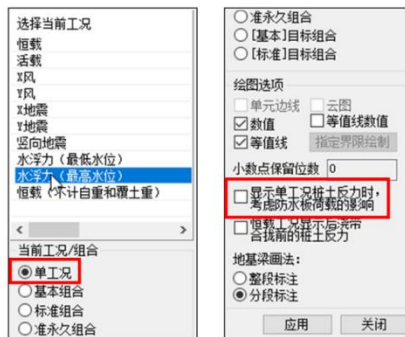 选择当前工况
恒载
活载
X风
Y风
X地震
Y地震
竖向地震
水浮力（最低水位）
水浮力（最高水位）
恒载（不计自重和覆土重）
当前工况/组合
单工况
基本组合
标准组合
准永久组合
准永久组合
[基本]目标组合
[标准]目标组合
绘图选项
单元边线 云图
数值 等值线数值
等值线 指定界限绘制
小数点保留位数 0
显示单工况桩土反力时，
考虑防水板荷载的影响
恒载工况显示后浇带
合拢前的桩土反力
地基梁画法：
整段标注
分段标注
应用 关闭